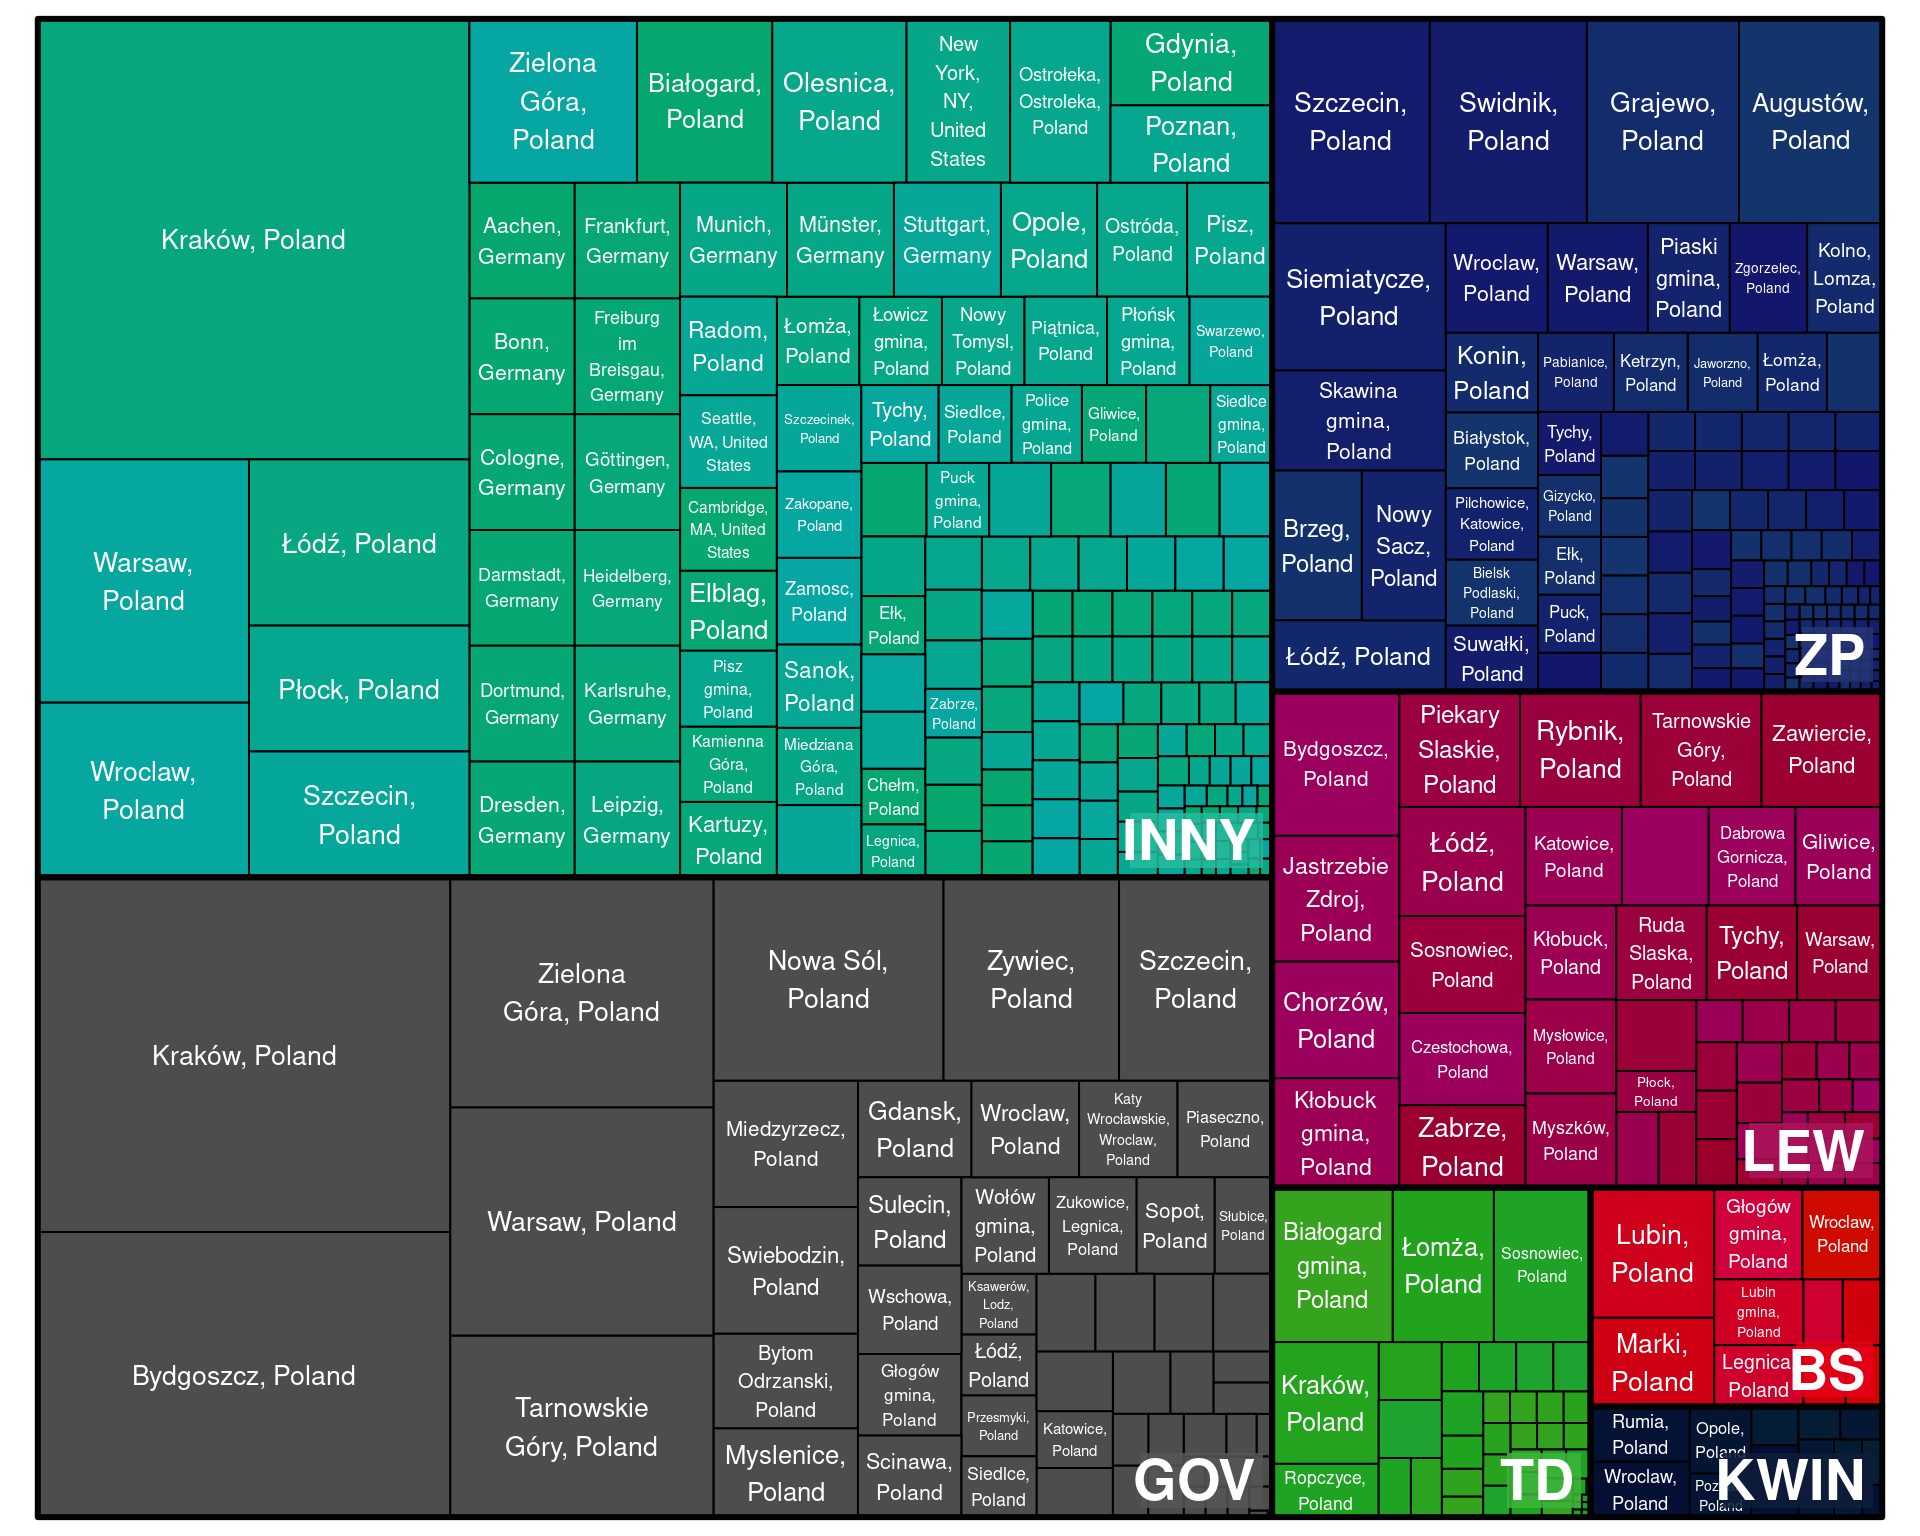 Kraków, Poland
Warsaw,
Poland
Wroclaw,
Poland
Łódź, Poland
Płock, Poland
Szczecin,
Poland
Zielona
Góra,
Poland
Białogard,
Poland
Olesnica,
Poland
New
York,
NY,
United
States
Ostrołeka,
Ostroleka,
Poland
Gdynia,
Poland
Poznan,
Poland
Aachen,
Germany
Frankfurt,
Germany
Munich,
Germany
Münster,
Germany
Stuttgart,
Germany
Opole,
Poland
Ostróda,
Poland
Pisz,
Poland
Bonn,
Germany
Freiburg
im
Breisgau,
Germany
Radom,
Poland
Łomża,
Poland
Łowicz
gmina,
Poland
Nowy
Tomysl,
Poland
Piątnica,
Poland
Płońsk
gmina,
Poland
Swarzewo,
Poland
Cologne,
Germany
Göttingen,
Germany
Seattle,
WA, United
States
Szczecinek,
Poland
Tychy,
Poland
Siedlce,
Poland
Police
gmina,
Poland
Gliwice,
Poland
Siedlce
gmina,
Poland
Cambridge,
MA, United
States
Zakopane,
Poland
Puck
gmina,
Poland
Darmstadt,
Germany
Heidelberg,
Germany
Elblag,
Poland
Zamosc,
Poland
Ełk,
Poland
Dortmund,
Germany
Karlsruhe,
Germany
Pisz
gmina,
Poland
Sanok,
Poland
Zabrze,
Poland
Kamienna
Góra,
Poland
Miedziana
Góra,
Poland
Dresden,
Germany
Leipzig,
Germany
Kartuzy,
Poland
Chełm,
Poland
Legnica,
Poland
INNY
Szczecin,
Poland
Swidnik,
Poland
Grajewo,
Poland
Augustów,
Poland
Siemiatycze,
Poland
Wroclaw,
Poland
Warsaw,
Poland
Piaski
gmina,
Poland
Zgorzelec,
Poland
Kolno,
Lomza,
Poland
Skawina
gmina,
Poland
Konin,
Poland
Pabianice,
Poland
Ketrzyn,
Poland
Jaworzno,
Poland
Łomża,
Poland
Brzeg,
Poland
Nowy
Sacz,
Poland
Białystok,
Poland
Tychy,
Poland
Pilchowice,
Katowice,
Poland
Gizycko,
Poland
Bielsk
Podlaski,
Poland
Ełk,
Poland
Łódź, Poland
Suwałki,
Poland
Puck,
Poland
ZP
Bydgoszcz,
Poland
Piekary
Slaskie,
Poland
Rybnik,
Poland
Tarnowskie
Góry,
Poland
Zawiercie,
Poland
Jastrzebie
Zdroj,
Poland
Łódź,
Poland
Katowice,
Poland
Dabrowa
Gornicza,
Poland
Gliwice,
Poland
Chorzów,
Poland
Sosnowiec,
Poland
Kłobuck,
Poland
Ruda
Slaska,
Poland
Tychy,
Poland
Warsaw,
Poland
Kłobuck
gmina,
Poland
Czestochowa,
Poland
Mysłowice,
Poland
Płock,
Poland
Zabrze,
Poland
Myszków,
Poland
LEW
Kraków, Poland
Bydgoszcz, Poland
Zielona
Góra, Poland
Warsaw, Poland
Tarnowskie
Góry, Poland
Nowa Sól,
Poland
Zywiec,
Poland
Szczecin,
Poland
Miedzyrzecz,
Poland
Gdansk,
Poland
Wroclaw,
Poland
Katy
Wrocławskie,
Wroclaw,
Poland
Piaseczno,
Poland
Swiebodzin,
Poland
Sulecin,
Poland
Wołów
gmina,
Poland
Zukowice,
Legnica,
Poland
Sopot,
Poland
Słubice,
Poland
Wschowa,
Poland
Ksawerów,
Lodz,
Poland
Bytom
Odrzanski,
Poland
Głogów
gmina,
Poland
Łódź,
Poland
Przesmyki,
Poland
Katowice,
Poland
Myslenice,
Poland
Scinawa,
Poland
Siedlce,
Poland
GOV
Białogard
gmina,
Poland
Łomża,
Poland
Sosnowiec,
Poland
Kraków,
Poland
Ropczyce,
Poland
TD
Lubin,
Poland
Głogów
gmina,
Poland
Wroclaw,
Poland
Marki,
Poland
Lubin
gmina,
Poland
Legnica
Poland
BS
Rumia,
Poland
Opole,
Poland
Wroclaw,
Poland
Poland
KWIN